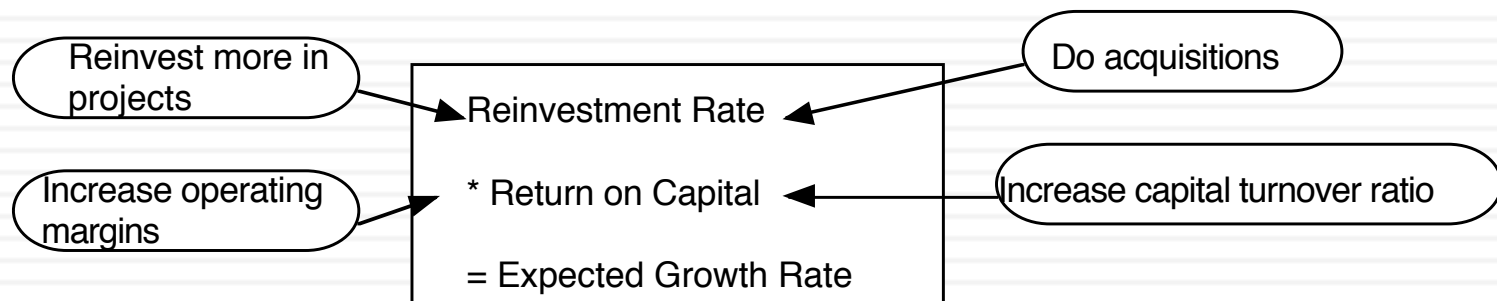 Reinvest more in
projects
Do acquisitions
Reinvestment Rate
Increase operating
margins
* Return on Capital
Increase capital turnover ratio
= Expected Growth Rate